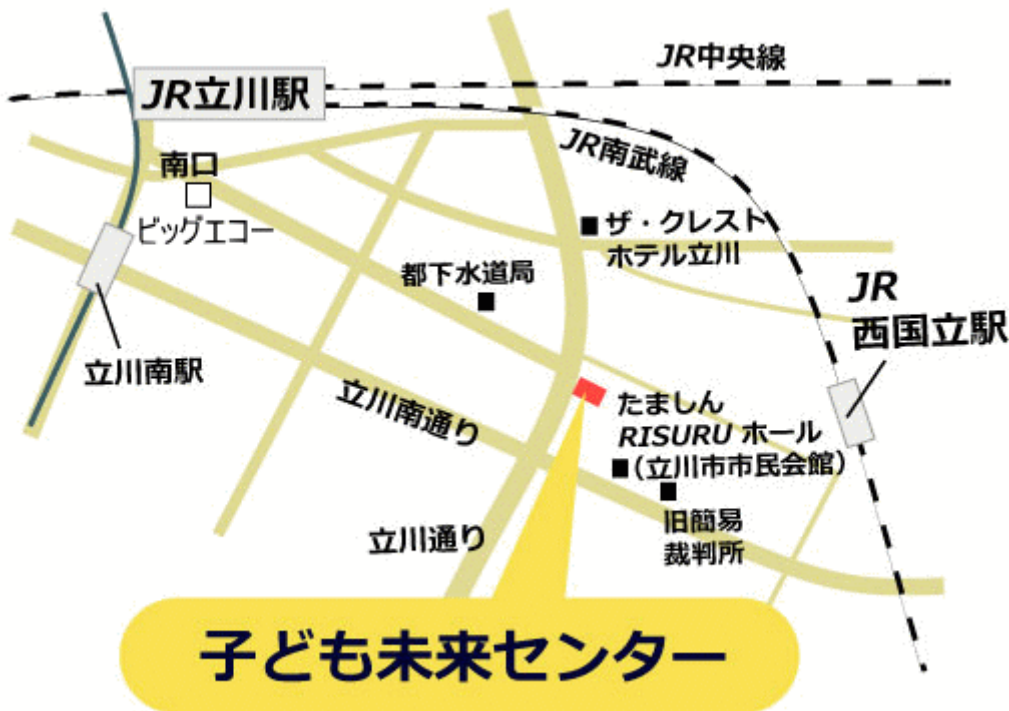 JR中央線
JR立川駅
JR南武線
南口
ビッグエコー
ザ・クレスト
ホテル立川
都下水道局
JR
西国立駅
立川南駅
立川南通り
たましん
RISURU ホール
（立川市市民会館）
旧簡易
裁判所
立川通り
子ども未来センター